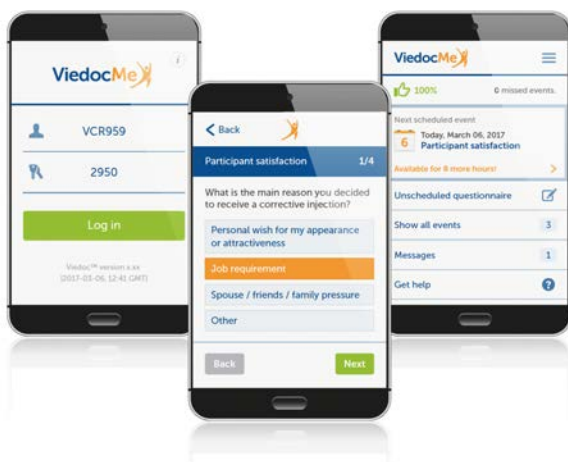 ViedocMe
i
VCR959
2950
Log in
Viedoc™ version x.xx
(2017-03-06, 12:41 GMT)
Back
Participant satisfaction 1/4
What is the main reason you decided
to receive a corrective injection?
Personal wish for my appearance
or attractiveness
Job requirement
Spouse / friends / family pressure
Other
Back
Next
ViedocMe
100% 0 missed events.
Next scheduled event
6 Today, March 06, 2017
Participant satisfaction
Available for 8 more hours!
Unscheduled questionnaire
Show all events 3
Messages 1
Get help ?